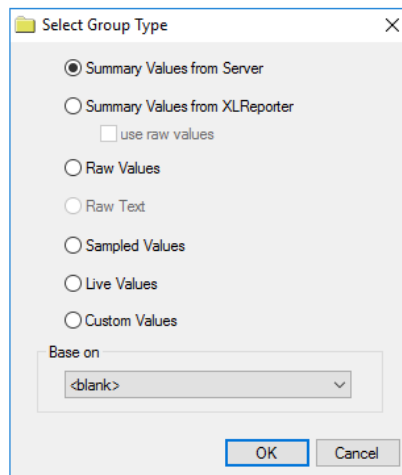 Select Group Type
Summary Values from Server
Summary Values from XLReporter
use raw values
Raw Values
Raw Text
Sampled Values
Live Values
Custom Values
Base on
<blank>
OK Cancel